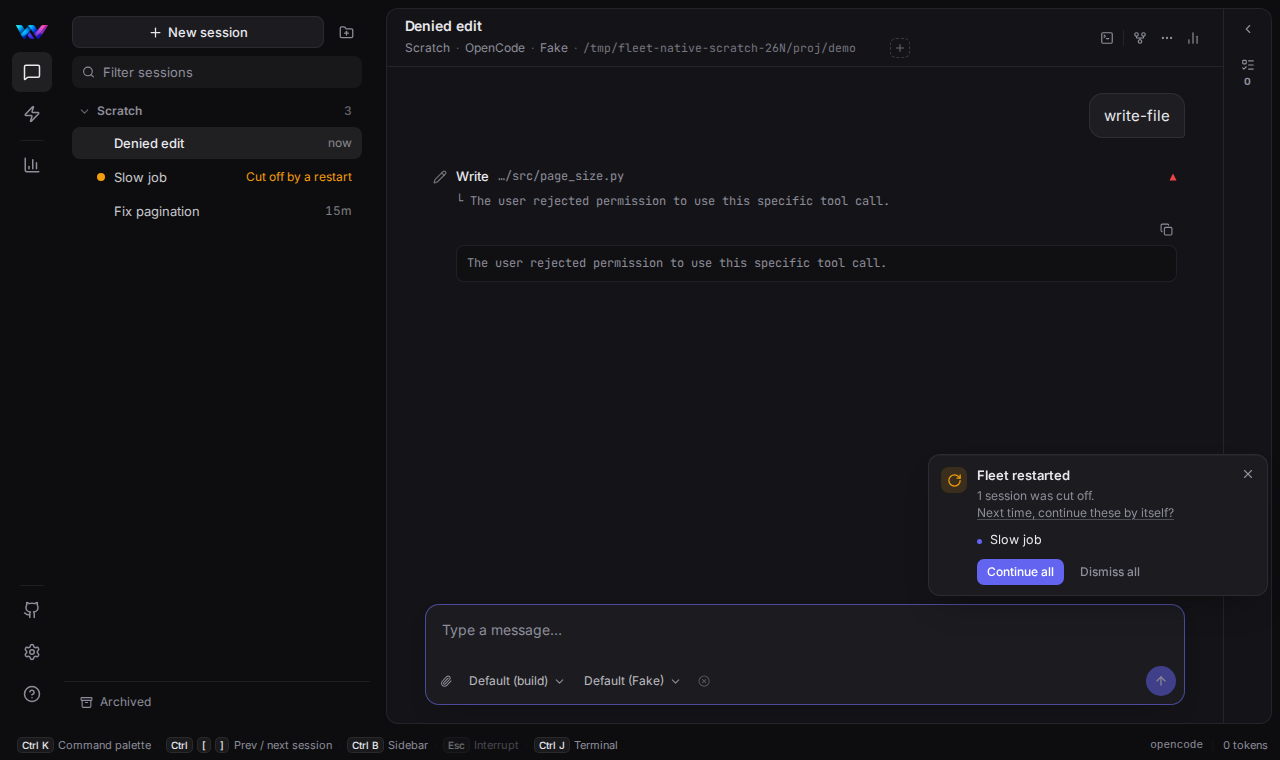 New session
Filter sessions
Scratch 3
Denied edit now
Slow job Cut off by a restart
Fix pagination 15m
Archived
Denied edit
Scratch · OpenCode · Fake · /tmp/fleet-native-scratch-26N/proj/demo
0
write-file
Write …/src/page_size.py
└ The user rejected permission to use this specific tool call.
The user rejected permission to use this specific tool call.
Fleet restarted
1 session was cut off.
Next time, continue these by itself?
Slow job
Continue all Dismiss all
Type a message...
Default (build) Default (Fake)
Ctrl K Command palette Ctrl [ ] Prev / next session Ctrl B Sidebar Esc Interrupt Ctrl J Terminal opencode 0 tokens